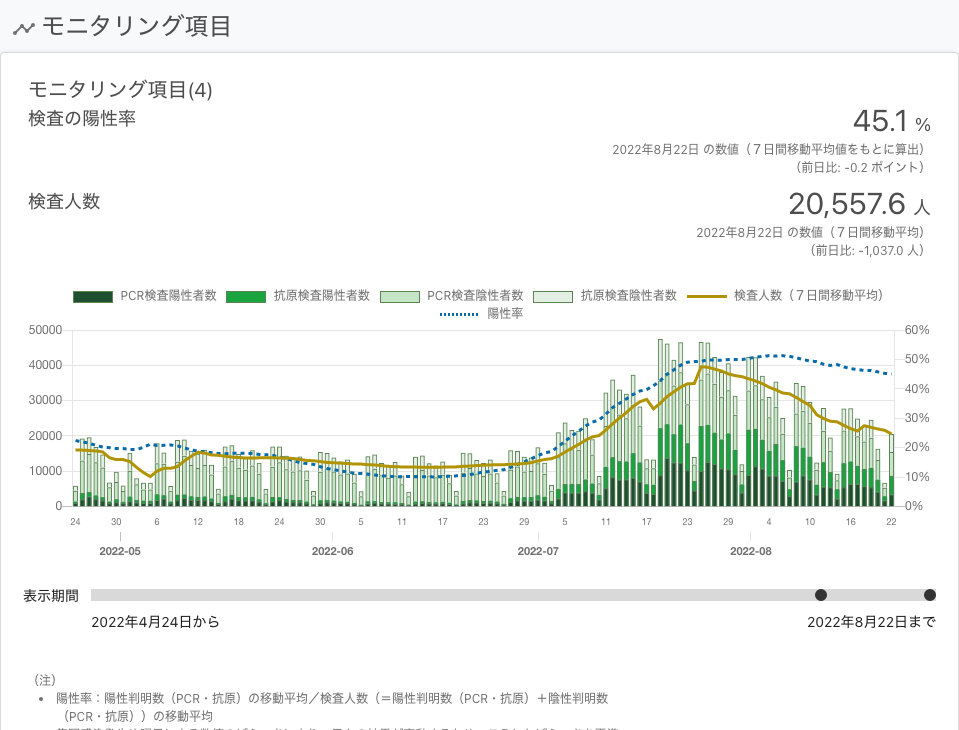 モニタリング項目
モニタリング項目(4)
検査の陽性率
45.1 %
2022年8月22日 の数値（７日間移動平均値をもとに算出）
（前日比: -0.2 ポイント）
検査人数
20,557.6 人
2022年8月22日 の数値（７日間移動平均）
（前日比: -1,037.0 人）
PCR検査陽性者数 抗原検査陽性者数 PCR検査陰性者数 抗原検査陰性者数 検査人数（７日間移動平均）
陽性率
50000 60%
50%
40000
40%
30000
30%
20000
20%
10000
10%
0 0%
24 30 6 12 18 24 30 5 11 17 23 29 5 11 17 23 29 4 10 16 22
2022-05 2022-06 2022-07 2022-08
表示期間
2022年4月24日から 2022年8月22日まで
（注）
• 陽性率：陽性判明数（PCR・抗原）の移動平均／検査人数（＝陽性判明数（PCR・抗原）＋陰性判明数
（PCR・抗原））の移動平均